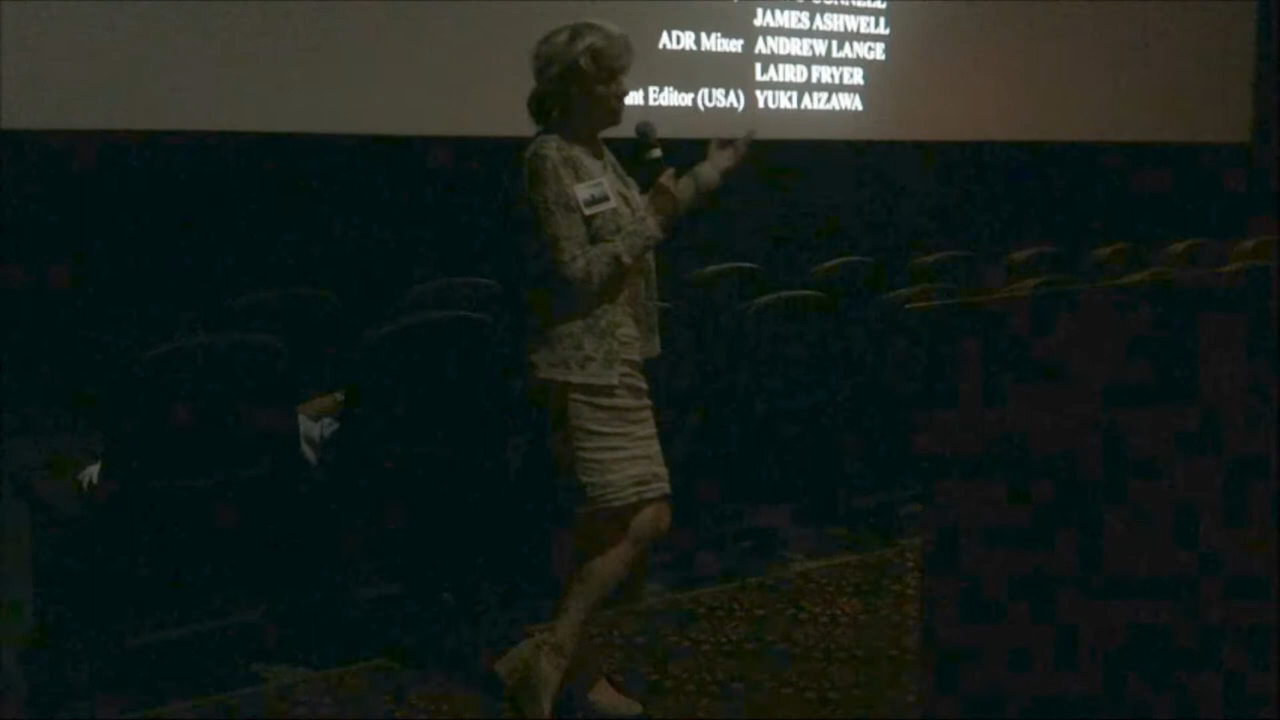 JAMES ASHWELL
ADR Mixer ANDREW LANGE
LAIRD FRYER
Editor (USA) YUKI AIZAWA